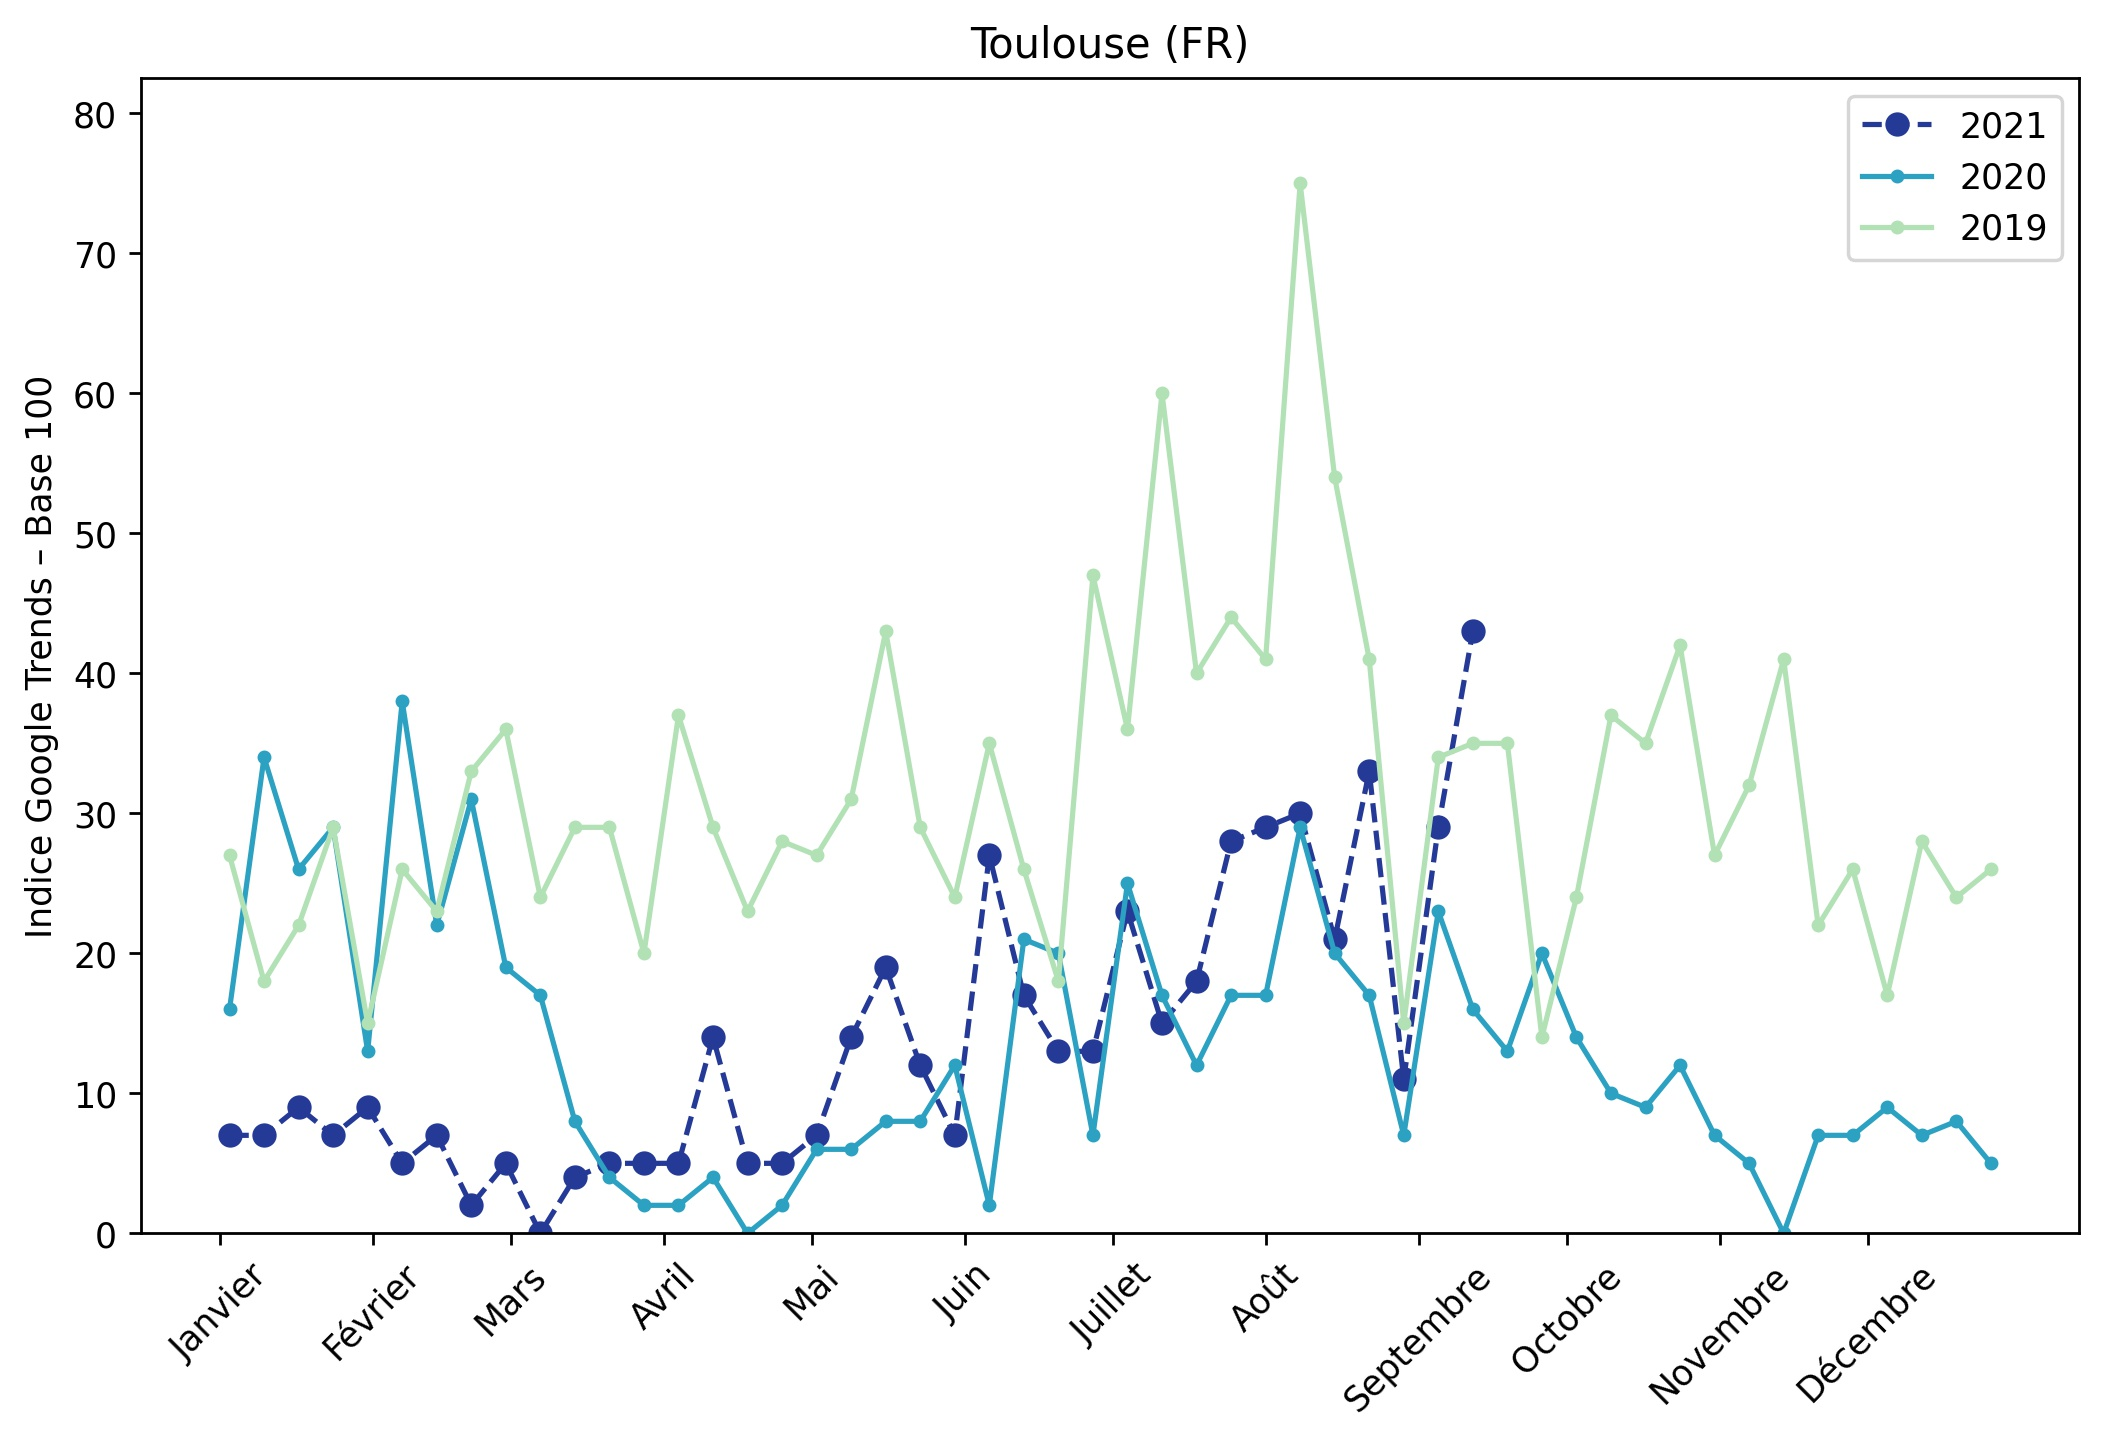 Toulouse (FR)
Indice Google Trends – Base 100
80
70
60
50
40
30
20
10
0
2021
2020
2019
Janvier
Février
Mars
Avril
Mai
Juin
Juillet
Août
Septembre
Octobre
Novembre
Décembre